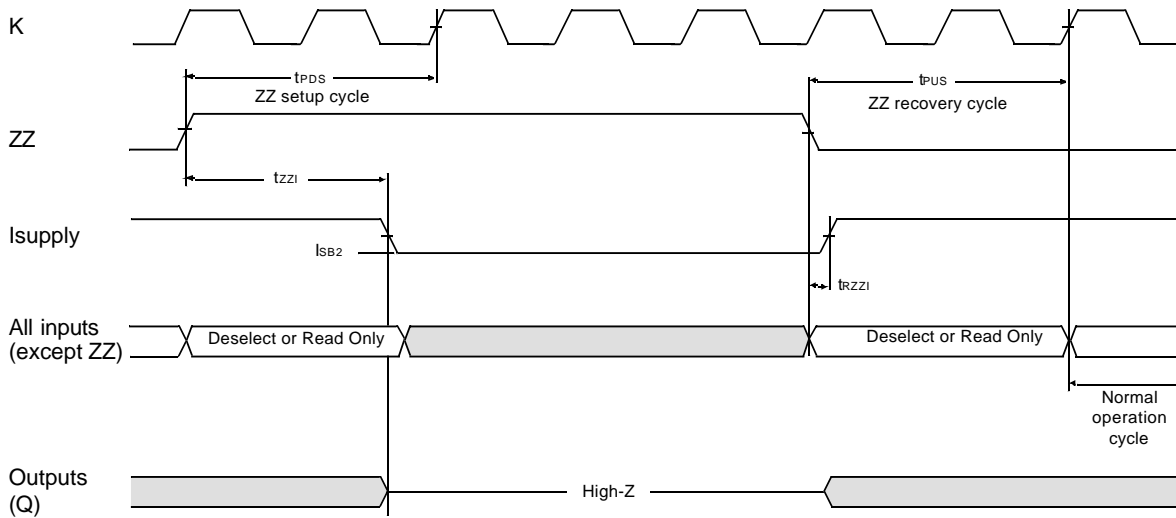 K
tPDS
ZZ setup cycle
tPUS
ZZ recovery cycle
ZZ
tZZI
Isupply
ISB2
tRZZI
All inputs
(except ZZ)
Deselect or Read Only
Deselect or Read Only
Normal
operation
cycle
Outputs
(Q)
High-Z